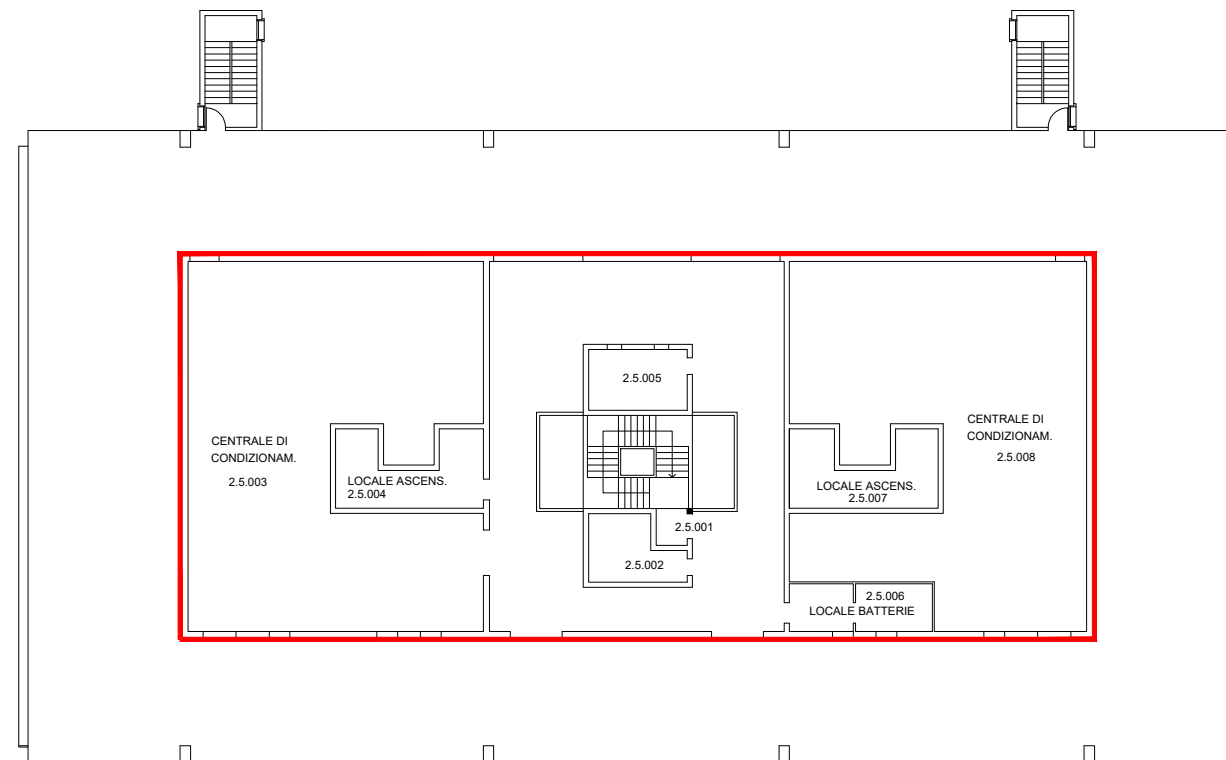 2.5.005
CENTRALE DI
CONDIZIONAM.
2.5.003
LOCALE ASCENS.
2.5.004
2.5.001
2.5.002
CENTRALE DI
CONDIZIONAM.
2.5.008
LOCALE ASCENS.
2.5.007
2.5.006
LOCALE BATTERIE